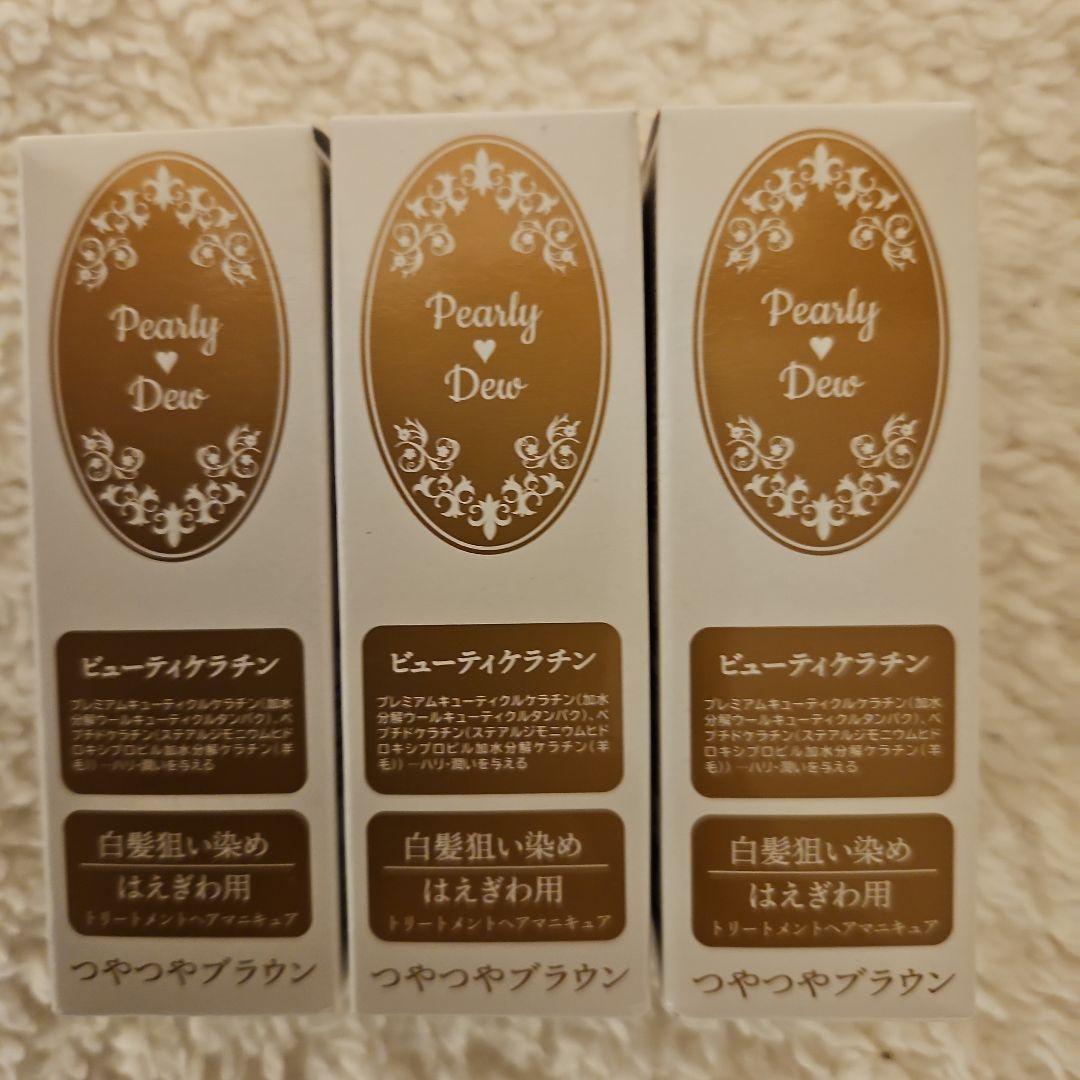 Pearly
♥
Dew
ビューティケラチン
プレミアムキューティクルケラチン(加水
分解ウールキューティクルタンパク)、ペ
プチドケラチン(ステアルジモニウムヒド
ロキシプロピル加水分解ケラチン(羊
毛)) ―ハリ・潤いを与える
白髪狙い染め
はえぎわ用
トリートメントヘアマニキュア
つやつやブラウン
Pearly
♥
Dew
ビューティケラチン
プレミアムキューティクルケラチン(加水
分解ウールキューティクルタンパク)、ペ
プチドケラチン(ステアルジモニウムヒド
ロキシプロピル加水分解ケラチン(羊
毛)) ―ハリ・潤いを与える
白髪狙い染め
はえぎわ用
トリートメントヘアマニキュア
つやつやブラウン
Pearly
♥
Dew
ビューティケラチン
プレミアムキューティクルケラチン(加水
分解ウールキューティクルタンパク)、ペ
プチドケラチン(ステアルジモニウムヒド
ロキシプロピル加水分解ケラチン(羊
毛)) ―ハリ・潤いを与える
白髪狙い染め
はえぎわ用
トリートメントヘアマニキュア
つやつやブラウン